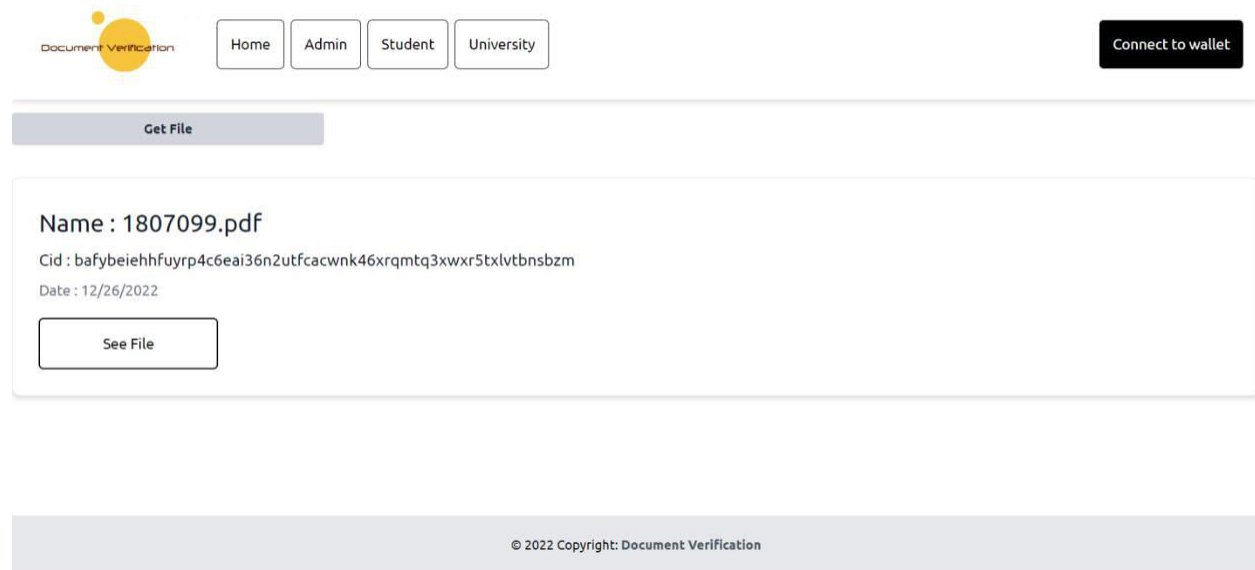 Document Verification
Home
Admin
Student
University
Connect to wallet
Get File
Name : 1807099.pdf
Cid : bafybeiehhfuyrp4c6eai36n2utfcacwnk46xrqmtq3xwxr5txlvtbnsbzm
Date : 12/26/2022
See File
© 2022 Copyright: Document Verification